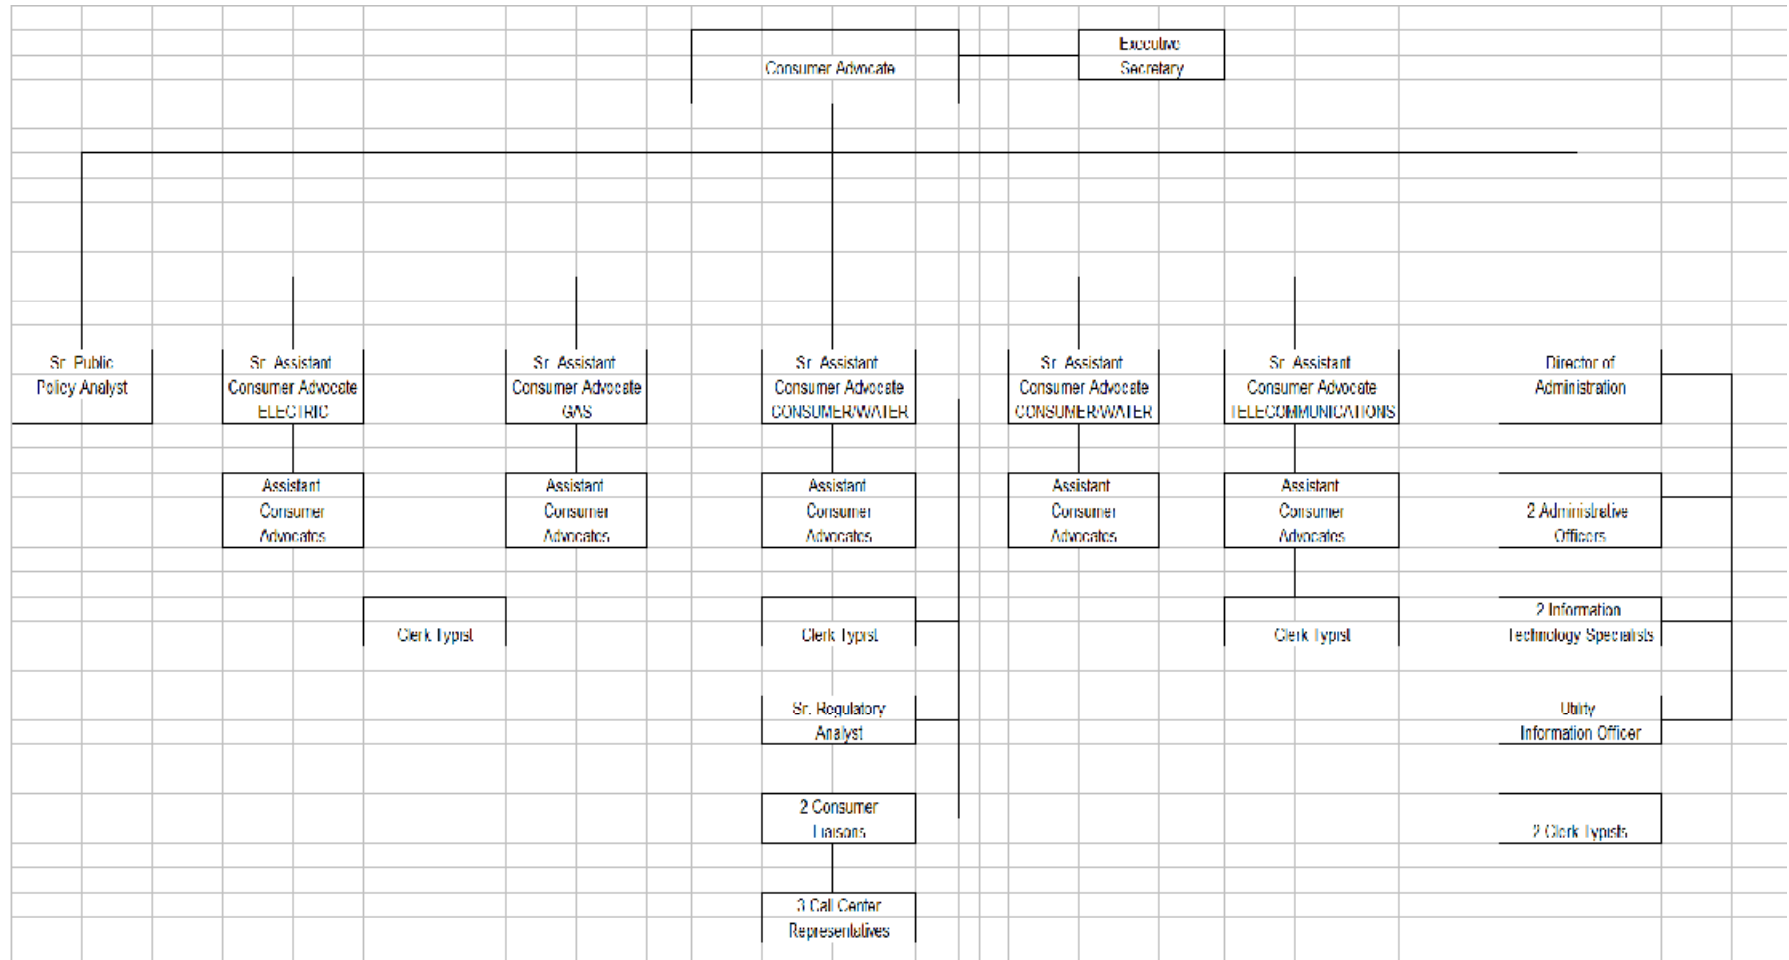 Executive
Consumer Advocate
Secretary
Sr. Public
Policy Analyst
Sr. Assistant
Consumer Advocate
ELECTRIC
Sr. Assistant
Consumer Advocate
GAS
Sr. Assistant
Consumer Advocate
CONSUMER/WATER
Sr. Assistant
Consumer Advocate
CONSUMER/WATER
Sr. Assistant
Consumer Advocate
TELECOMMUNICATIONS
Director of
Administration
Assistant
Consumer
Advocates
Assistant
Consumer
Advocates
Assistant
Consumer
Advocates
Assistant
Consumer
Advocates
Assistant
Consumer
Advocates
2 Administrative
Officers
Clerk Typist
Clerk Typist
Clerk Typist
2 Information
Technology Specialists
Sr. Regulatory
Analyst
Utility
Information Officer
2 Consumer
Liaisons
2 Clerk Typists
3 Call Center
Representatives